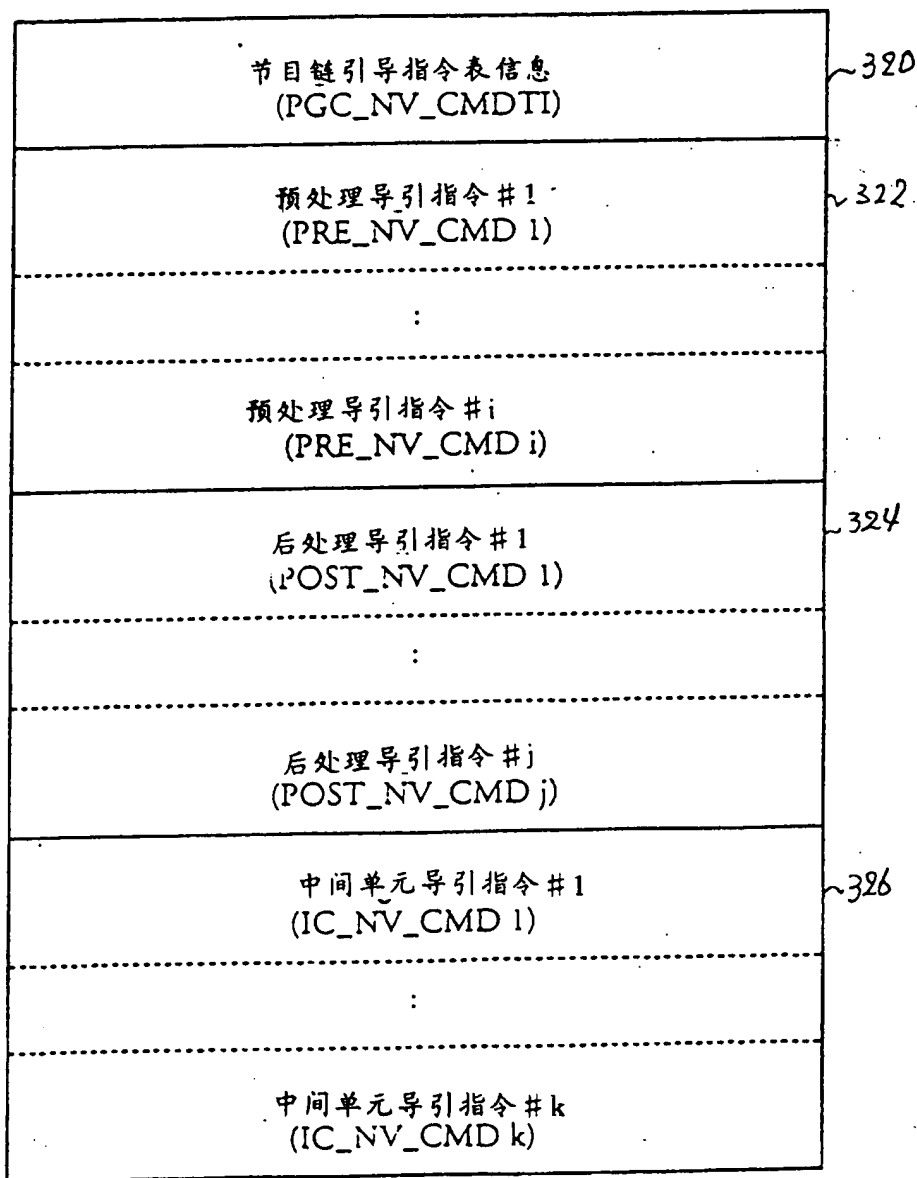 节目链引导指令表信息
(PGC_NV_CMDTI)
320
预处理导引指令#1
(PRE_NV_CMD 1)
322
:
预处理导引指令#i
(PRE_NV_CMD i)
后处理导引指令#1
(POST_NV_CMD 1)
324
:
后处理导引指令#j
(POST_NV_CMD j)
中间单元导引指令#1
(IC_NV_CMD 1)
326
:
中间单元导引指令#k
(IC_NV_CMD k)